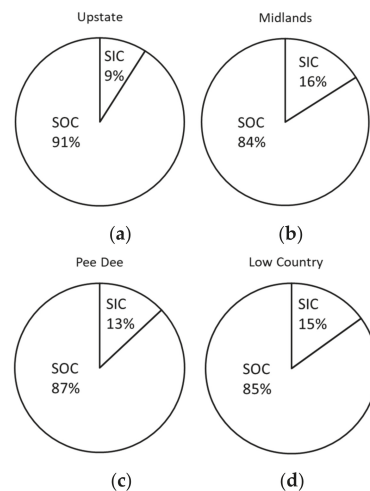 Upstate
SIC
9%
SOC
91%
(a)
Midlands
SIC
16%
SOC
84%
(b)
Pee Dee
SIC
13%
SOC
87%
(c)
Low Country
SIC
15%
SOC
85%
(d)